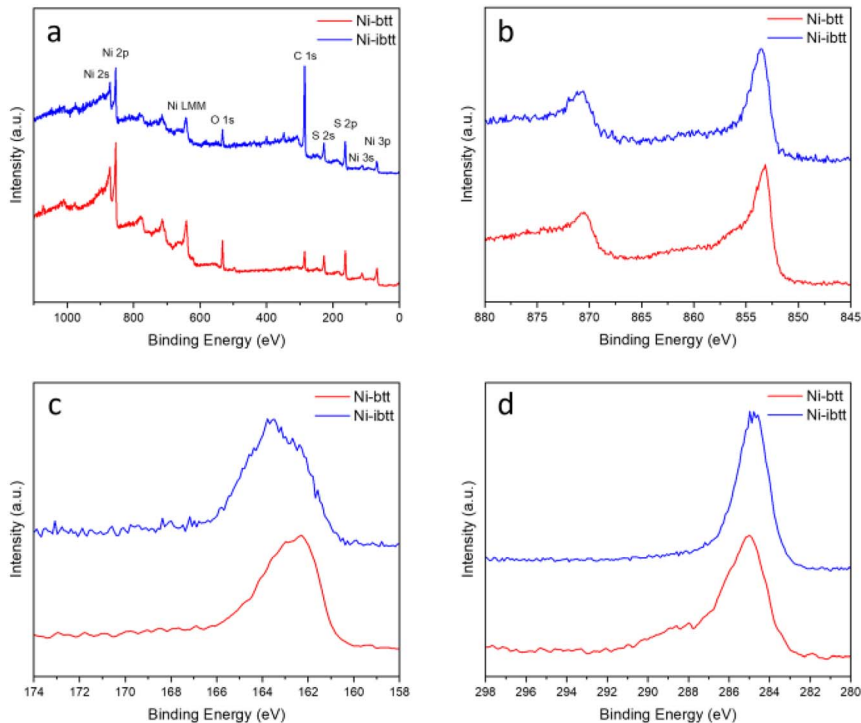 a
Ni-btt
Ni-ibtt
Ni 2p
Ni 2s
C 1s
Ni LMM
O 1s
S 2p
S 2s
Ni 3p
Ni 3s
Intensity (a.u.)
1000 800 600 400 200 0
Binding Energy (eV)
b
Ni-btt
Ni-ibtt
Intensity (a.u.)
880 875 870 865 860 855 850 845
Binding Energy (eV)
c
Ni-btt
Ni-ibtt
Intensity (a.u.)
174 172 170 168 166 164 162 160 158
Binding Energy (eV)
d
Ni-btt
Ni-ibtt
Intensity (a.u.)
298 296 294 292 290 288 286 284 282 280
Binding Energy (eV)